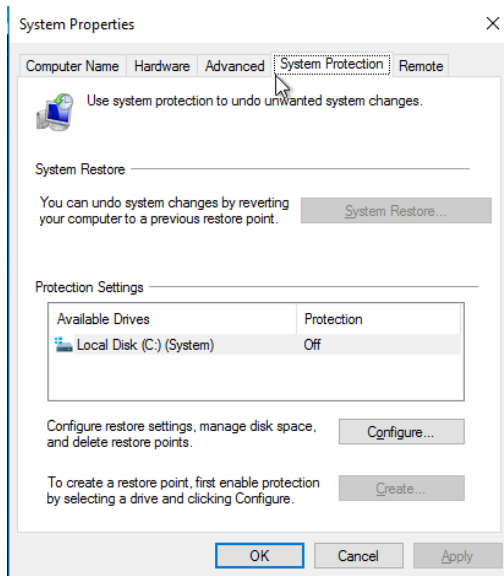 System Properties
Computer Name Hardware Advanced System Protection Remote
Use system protection to undo unwanted system changes.
System Restore
You can undo system changes by reverting
your computer to a previous restore point.
System Restore...
Protection Settings
Available Drives Protection
Local Disk (C:) (System) Off
Configure restore settings, manage disk space,
and delete restore points.
Configure...
To create a restore point, first enable protection
by selecting a drive and clicking Configure.
Create...
OK Cancel Apply